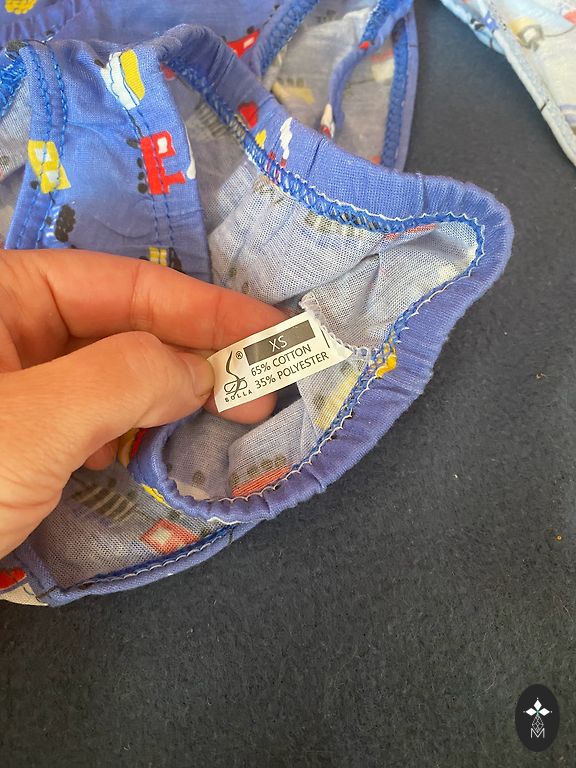 XS
65% COTTON
35% POLYESTER
®
BOLLA
M